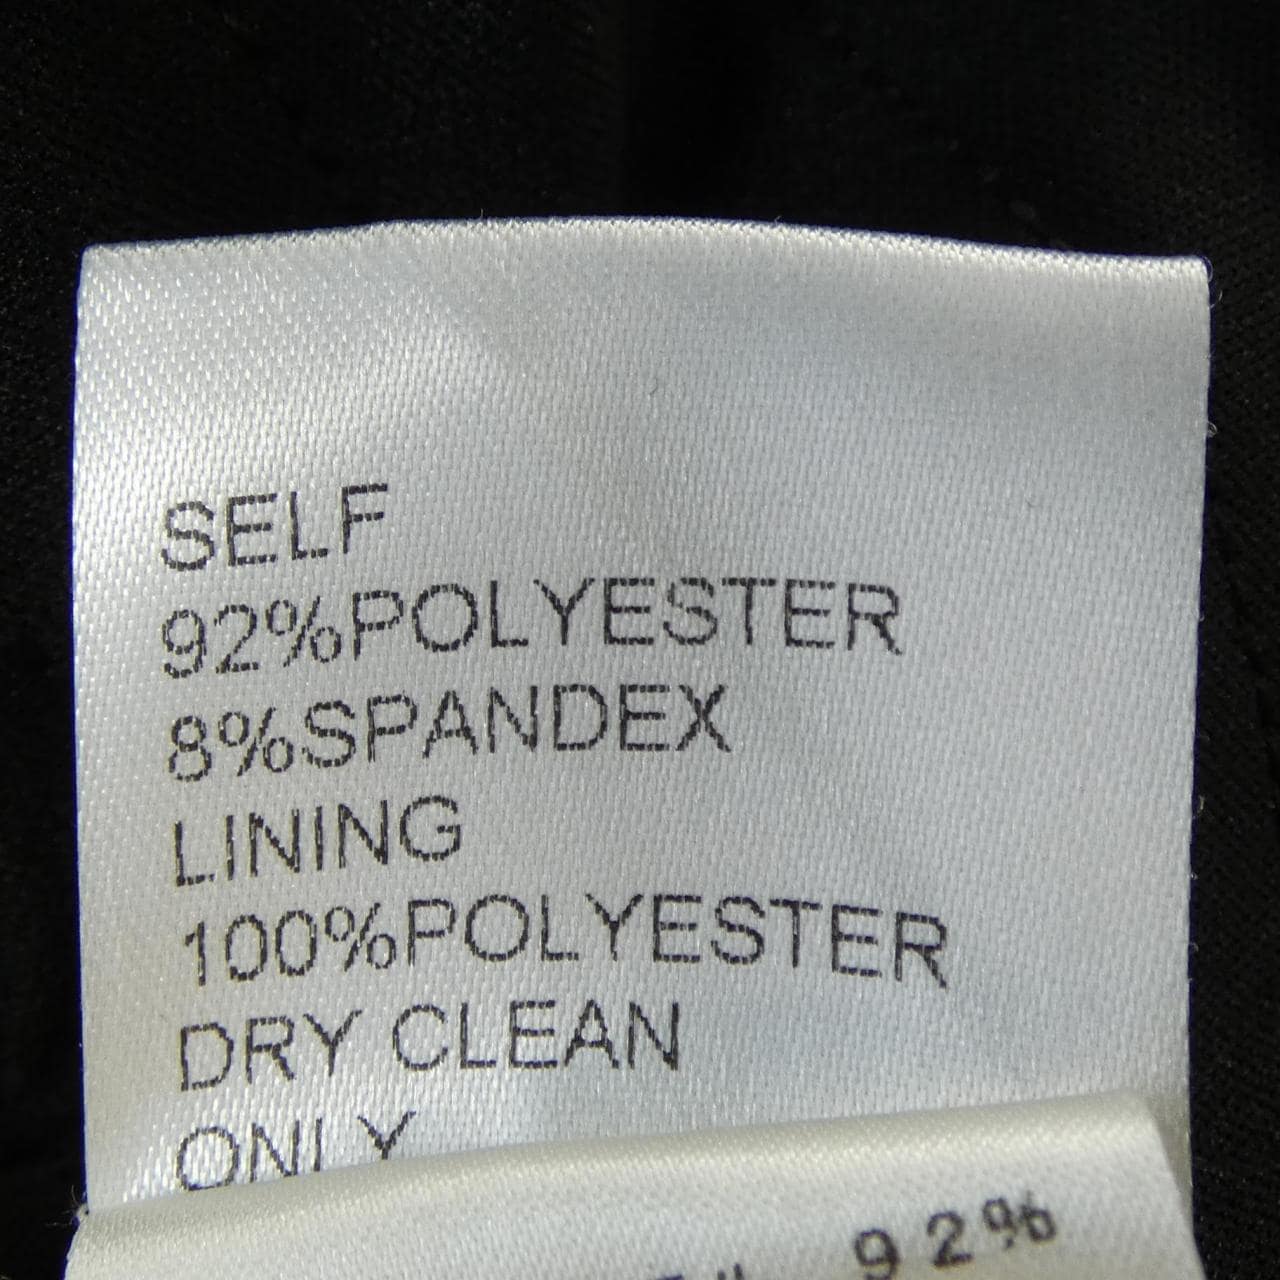 SELF
92%POLYESTER
8%SPANDEX
LINING
100%POLYESTER
DRY CLEAN
ONLY
92%